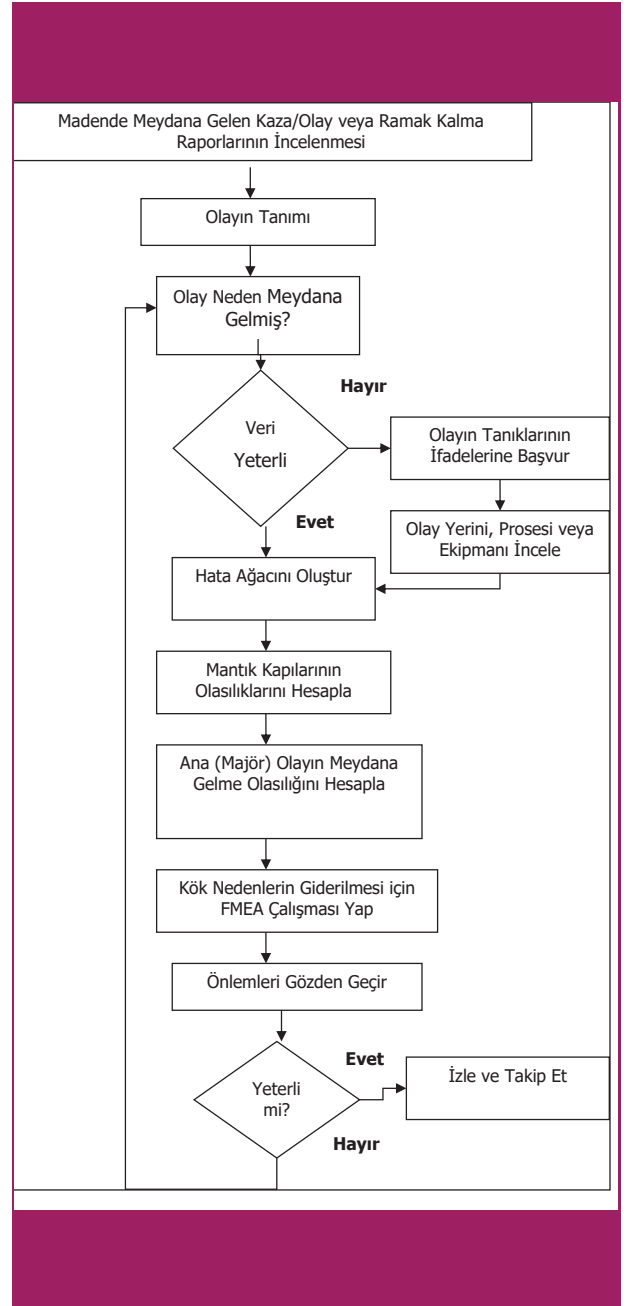 Madende Meydana Gelen Kaza/Olay veya Ramak Kalma
Raporlarının İncelenmesi
Olayın Tanımı
Olay Neden Meydana
Gelmiş?
Hayır
Veri
Yeterli
Olayın Tanıklarının
İfadelerine Başvur
Evet
Olay Yerini, Prosesi veya
Ekipmanı İncele
Hata Ağacını Oluştur
Mantık Kapılarının
Olasılıklarını Hesapla
Ana (Majör) Olayın Meydana
Gelme Olasılığını Hesapla
Kök Nedenlerin Giderilmesi için
FMEA Çalışması Yap
Önlemleri Gözden Geçir
Evet
Yeterli
mi?
İzle ve Takip Et
Hayır